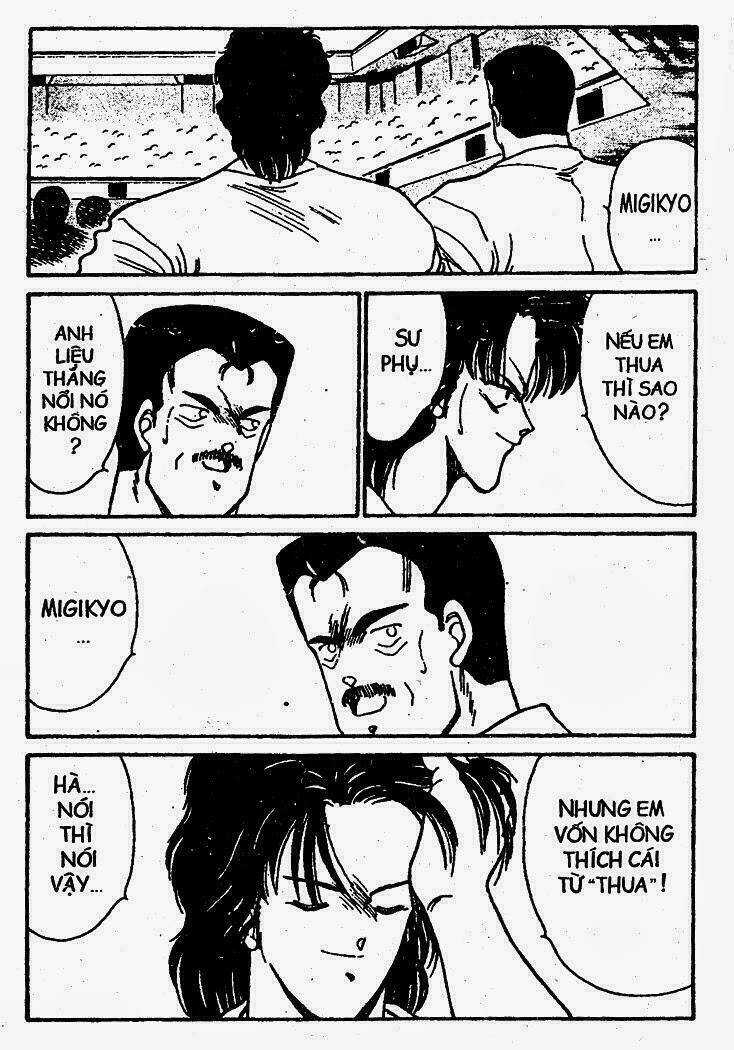 MIGIKYO
...
ANH
LIỆU
THẮNG
NỔI NÓ
KHÔNG
?
SƯ
PHỤ...
NẾU EM
THUA
THÌ SAO
NÀO?
MIGIKYO
...
HÀ...
NÓI
THÌ
NÓI
VẬY...
NHƯNG EM
VỐN KHÔNG
THÍCH CÁI
TỪ “THUA”!